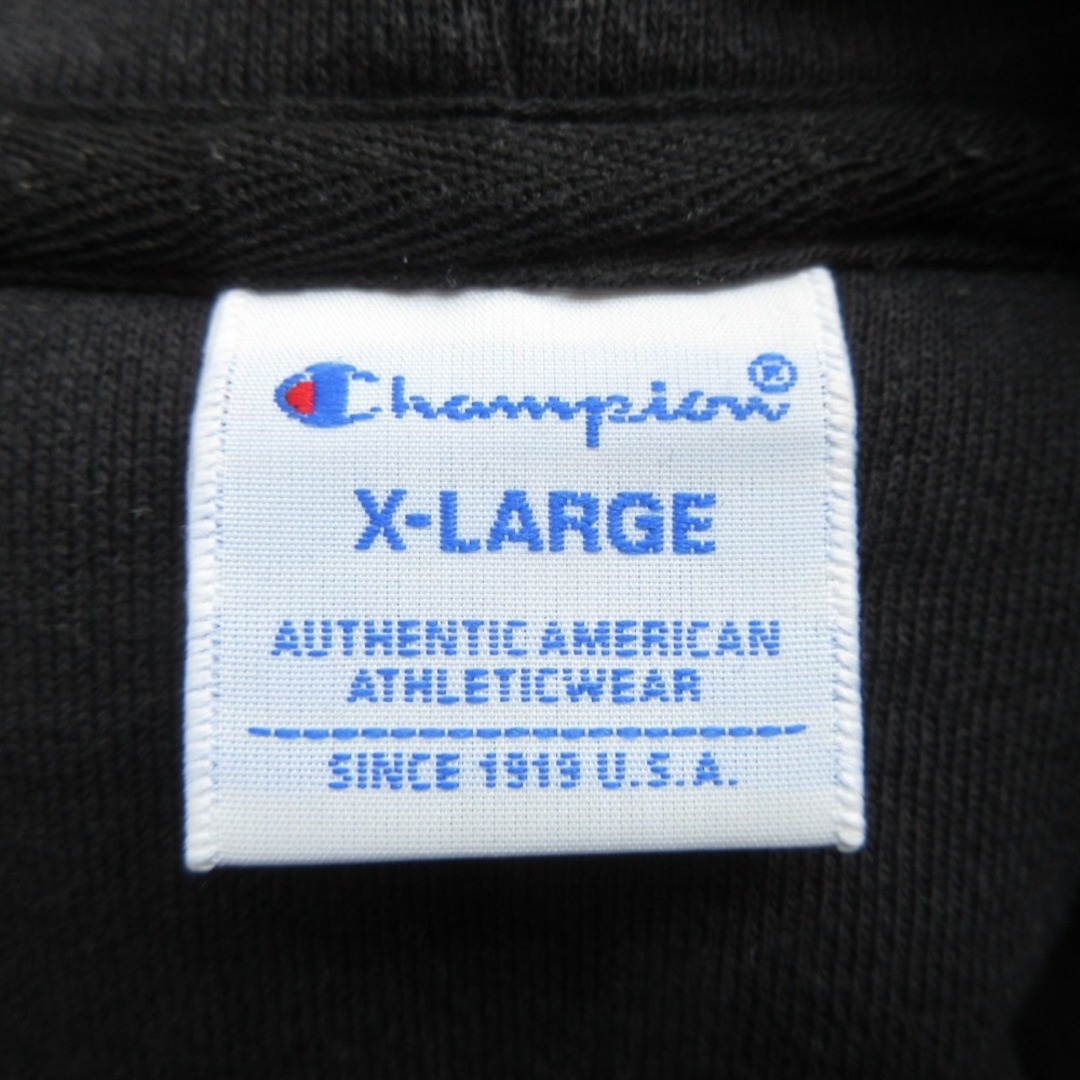 Champion®
X-LARGE
AUTHENTIC AMERICAN
ATHLETICWEAR
SINCE 1919 U.S.A.